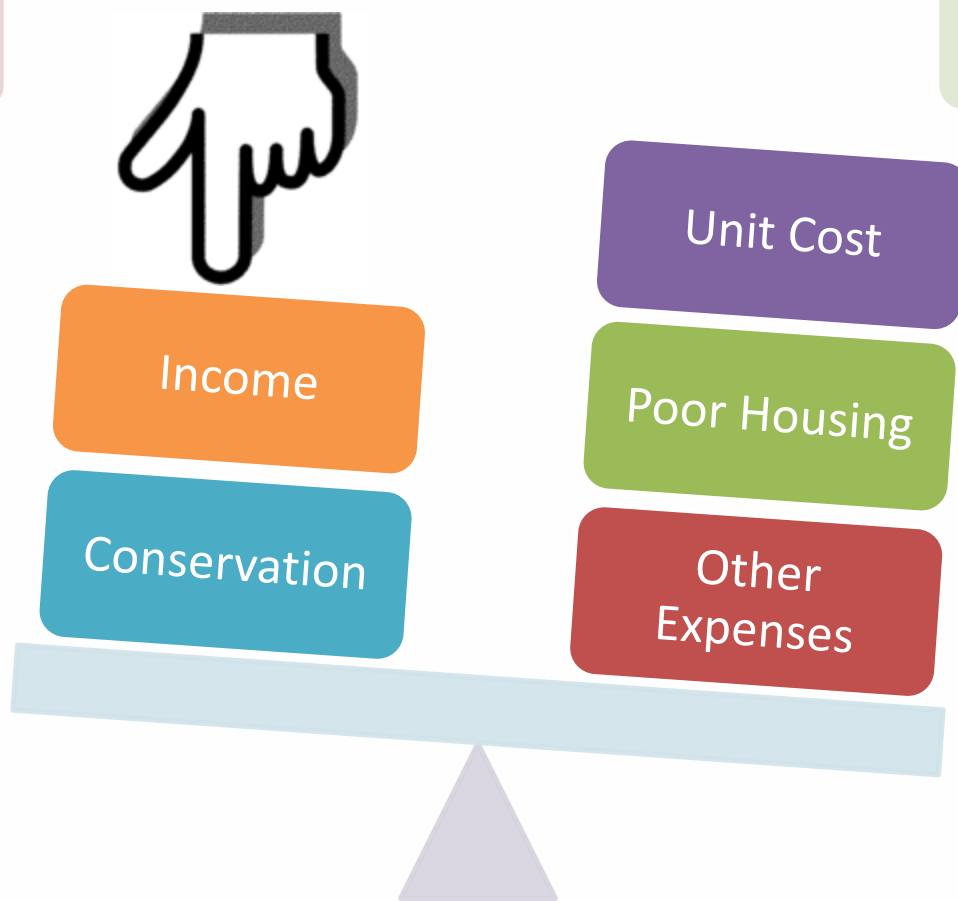 Income
Conservation
Unit Cost
Poor Housing
Other
Expenses